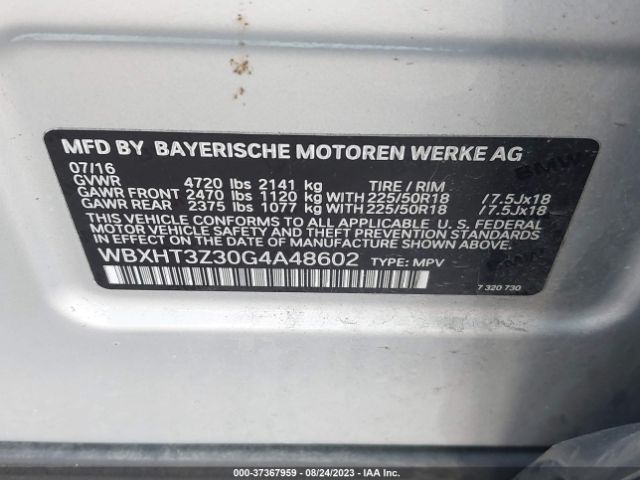 MFD BY BAYERISCHE MOTOREN WERKE AG
07/16
GVWR 4720 lbs 2141 kg TIRE / RIM
GAWR FRONT 2470 lbs 1120 kg WITH 225/50R18 /7.5Jx18
GAWR REAR 2375 lbs 1077 kg WITH 225/50R18 /7.5Jx18
THIS VEHICLE CONFORMS TO ALL APPLICABLE U. S. FEDERAL
MOTOR VEHICLE SAFETY, BUMPER, AND
THEFT PREVENTION STANDARDS IN EFFECT
ON THE DATE OF MANUFACTURE SHOWN ABOVE.
WBXHT3Z30G4A48602 TYPE: MPV
7 320 730
BMW
000-37367959 - 08/24/2023 - IAA Inc.